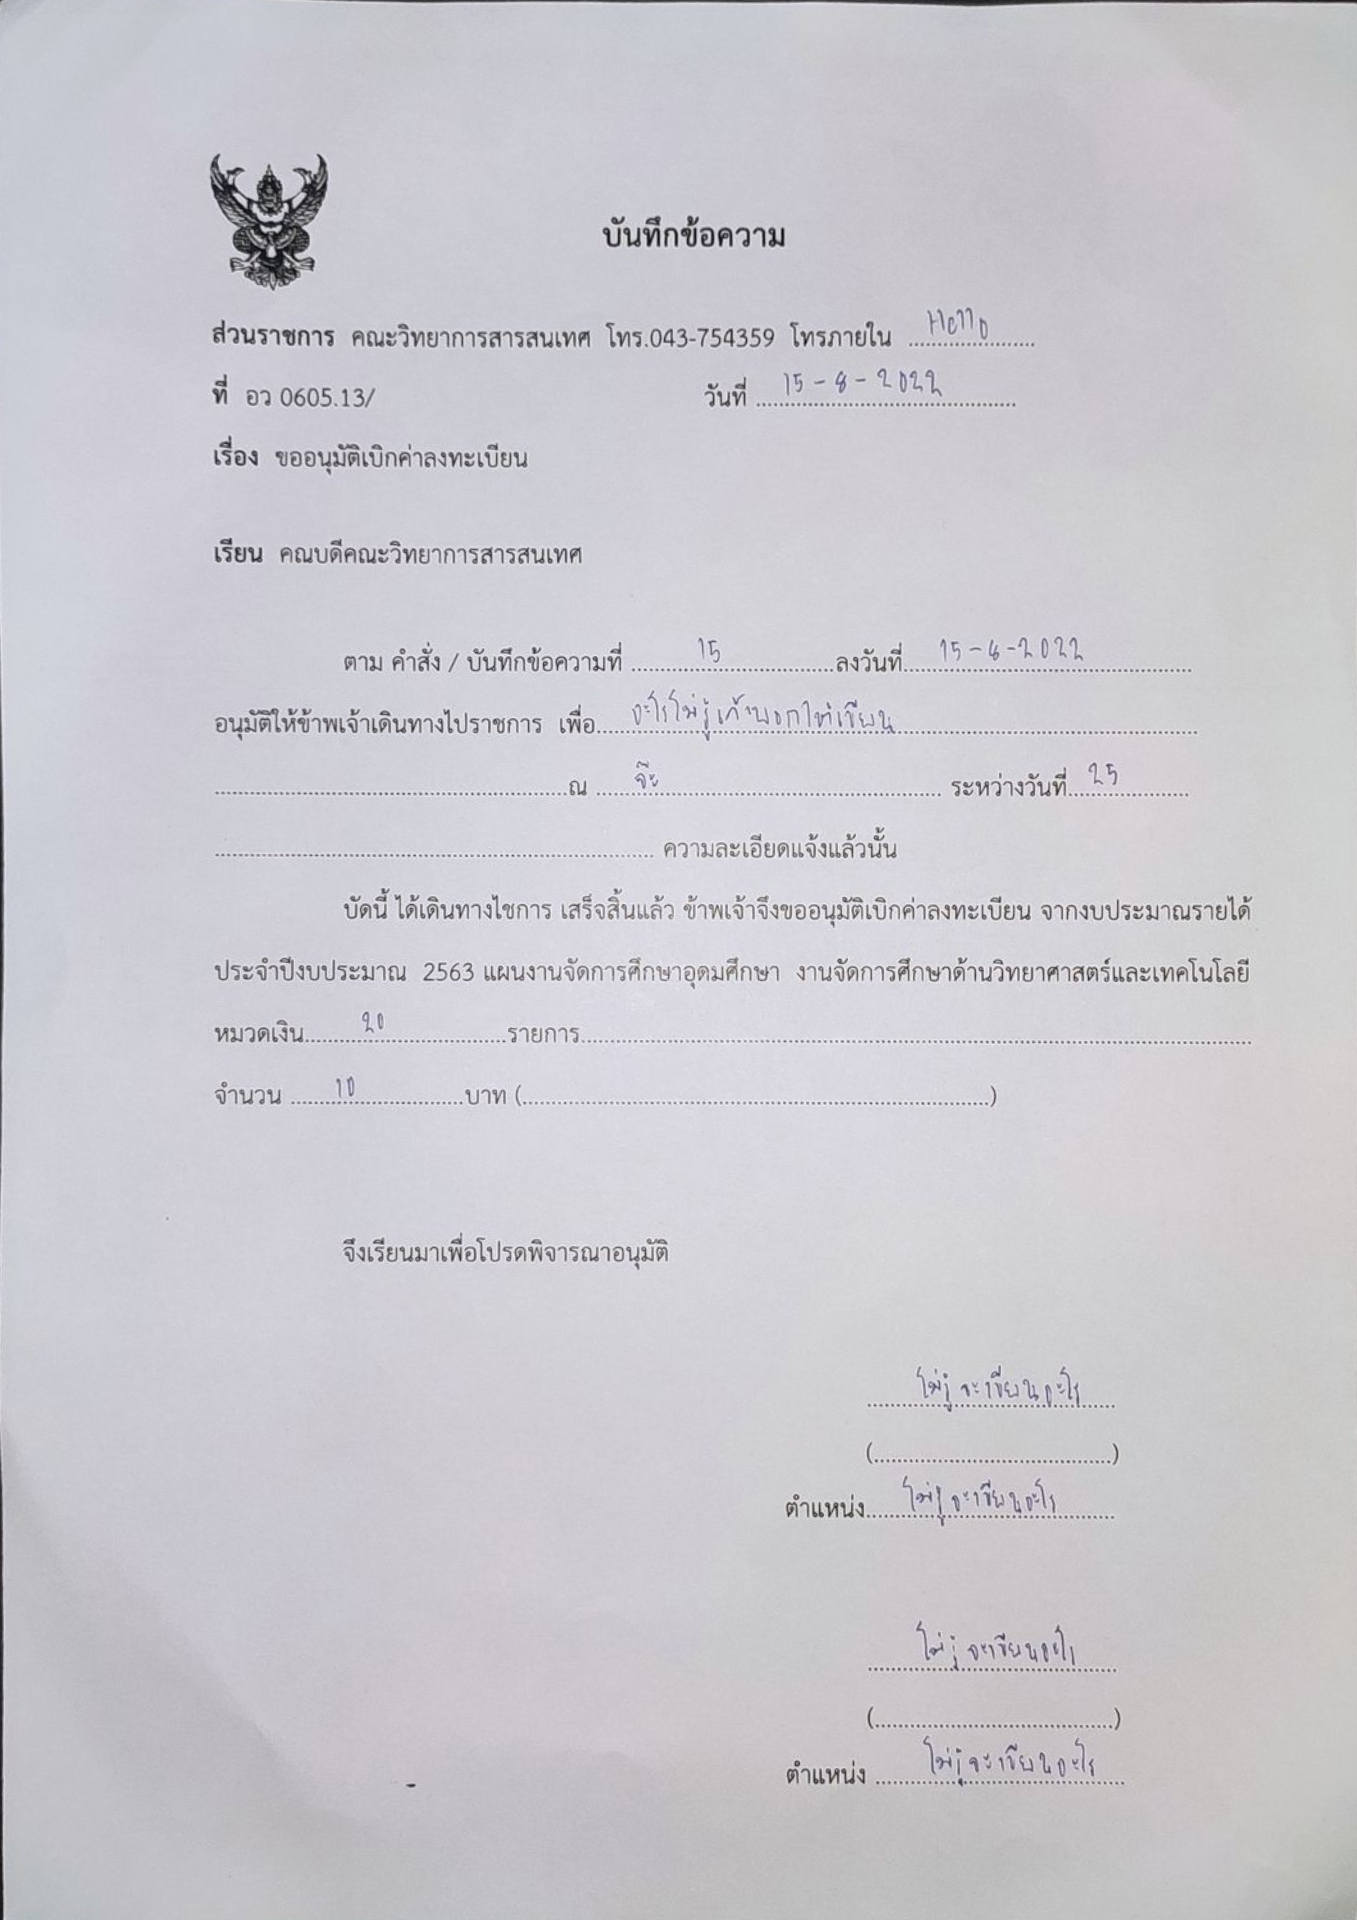 บันทึกข้อความ
ส่วนราชการ คณะวิทยาการสารสนเทศ โทร.043-754359 โทรภายใน Hello
ที่ อว 0605.13/ วันที่ 15-8-2022
เรื่อง ขออนุมัติเบิกค่าลงทะเบียน
เรียน คณบดีคณะวิทยาการสารสนเทศ
ตาม คำสั่ง / บันทึกข้อความที่ 15 ลงวันที่ 15-8-2022
อนุมัติให้ข้าพเจ้าเดินทางไปราชการ เพื่อ อะไรไม่รู้เค้าบอกให้เขียน
ณ จ๊ะ ระหว่างวันที่ 25
ความละเอียดแจ้งแล้วนั้น
บัดนี้ ได้เดินทางไชการ เสร็จสิ้นแล้ว ข้าพเจ้าจึงขออนุมัติเบิกค่าลงทะเบียน จากงบประมาณรายได้
ประจำปีงบประมาณ 2563 แผนงานจัดการศึกษาอุดมศึกษา งานจัดการศึกษาด้านวิทยาศาสตร์และเทคโนโลยี
หมวดเงิน 20 รายการ
จำนวน 10 บาท ( )
จึงเรียนมาเพื่อโปรดพิจารณาอนุมัติ
ไม่รู้จะเขียนอะไร
( )
ตำแหน่ง ไม่รู้จะเขียนอะไร
ไม่รู้จะเขียนอะไร
( )
ตำแหน่ง ไม่รู้จะเขียนอะไร